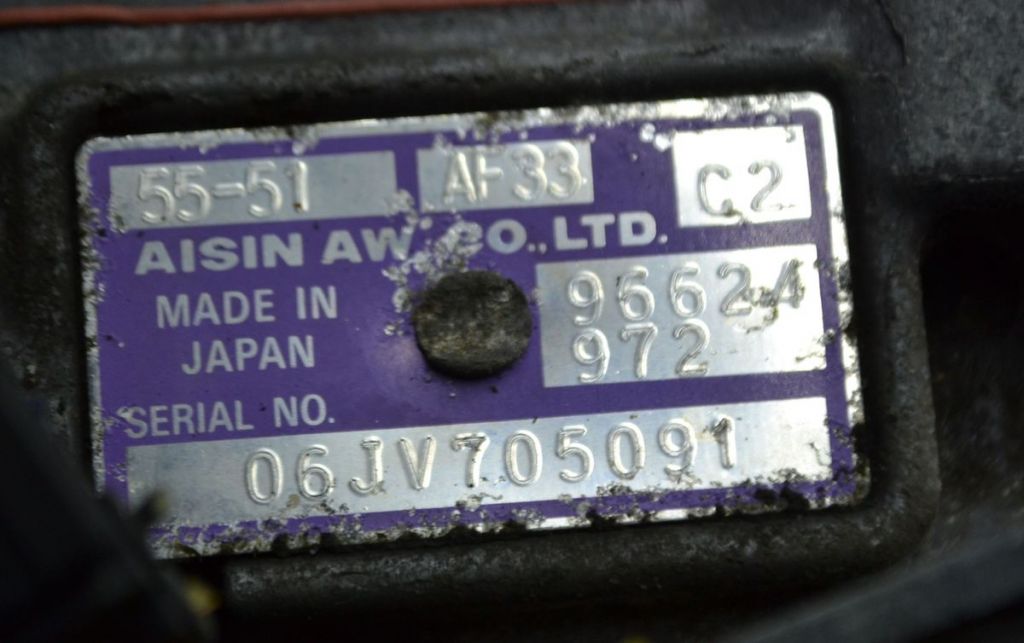 55-51 AF33 C2
AISIN AW CO., LTD.
MADE IN
JAPAN
96624
972
SERIAL NO.
06JV705091